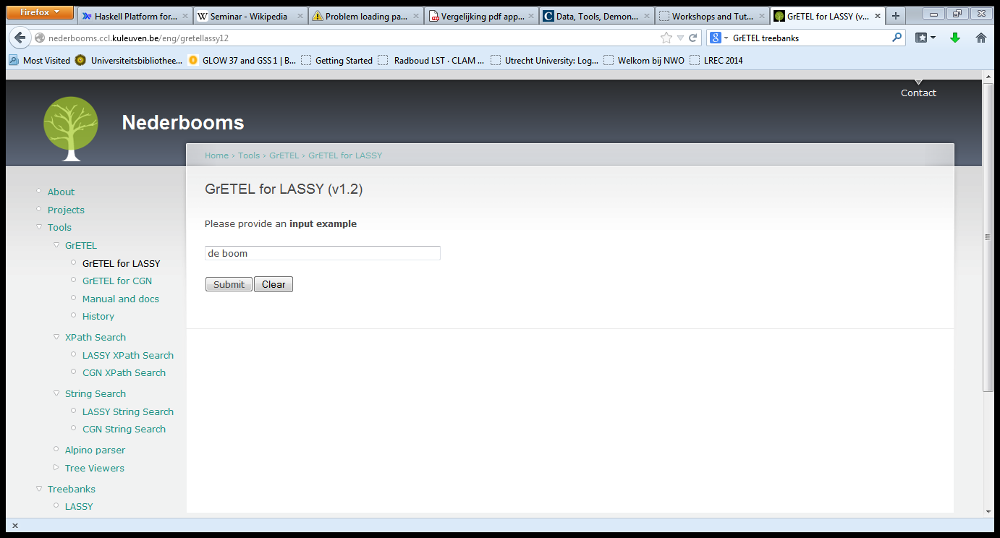 Firefox
Haskell Platform for...
Seminar - Wikipedia
Problem loading pa...
Vergelijking pdf app...
Data, Tools, Demon...
Workshops and Tut...
GrETEL for LASSY (v...
nederbooms.ccl.kuleuven.be/eng/gretellassy12
GrETEL treebanks
Most Visited
Universiteitsbibliothee...
GLOW 37 and GSS 1 | B...
Getting Started
Radboud LST · CLAM ...
Utrecht University: Log...
Welkom bij NWO
LREC 2014
Contact
Nederbooms
Home › Tools › GrETEL › GrETEL for LASSY
About
Projects
Tools
GrETEL
GrETEL for LASSY
GrETEL for CGN
Manual and docs
History
XPath Search
LASSY XPath Search
CGN XPath Search
String Search
LASSY String Search
CGN String Search
Alpino parser
Tree Viewers
Treebanks
LASSY
GrETEL for LASSY (v1.2)
Please provide an input example
de boom
Submit
Clear